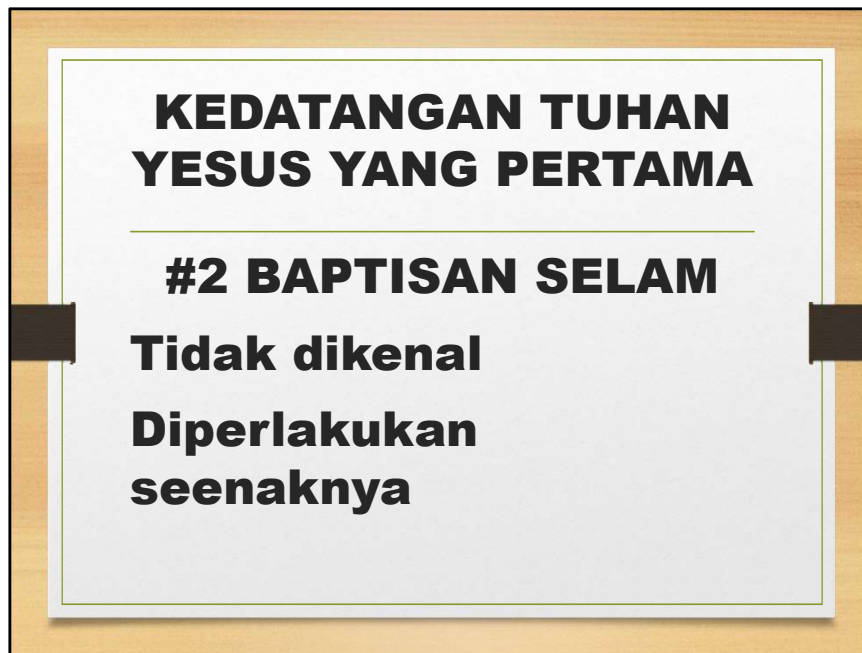 KEDATANGAN TUHAN
YESUS YANG PERTAMA
#2 BAPTISAN SELAM
Tidak dikenal
Diperlakukan
seenaknya